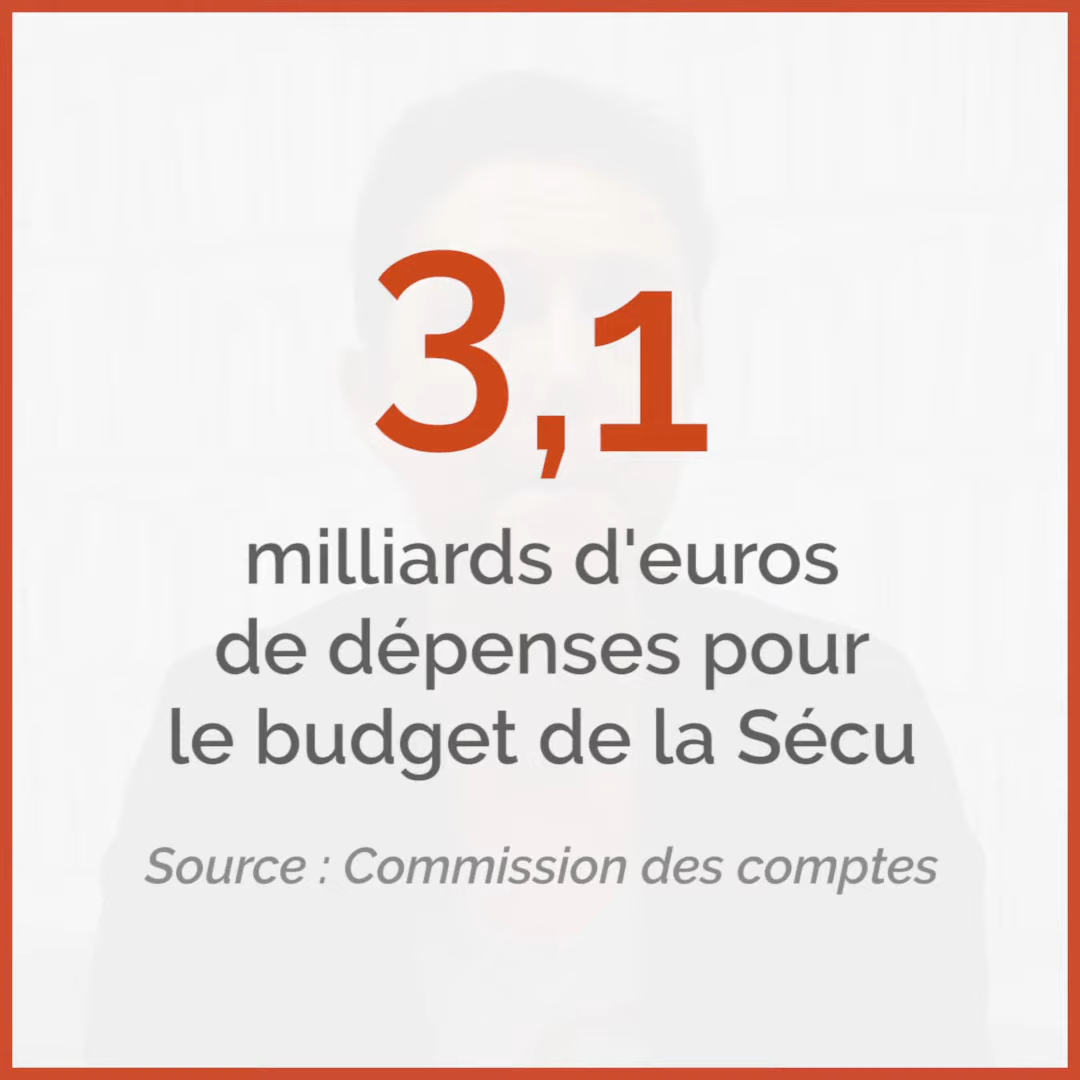 3,1
milliards d'euros
de dépenses pour
le budget de la Sécu
Source : Commission des comptes